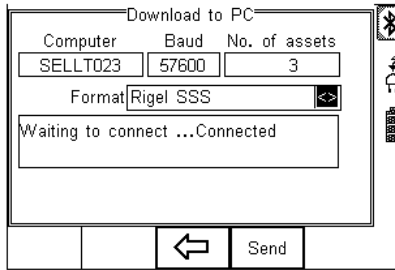 Download to PC
Computer Baud No. of assets
SELLT023 57600 3
Format Rigel SSS <>
Waiting to connect ...Connected
Send